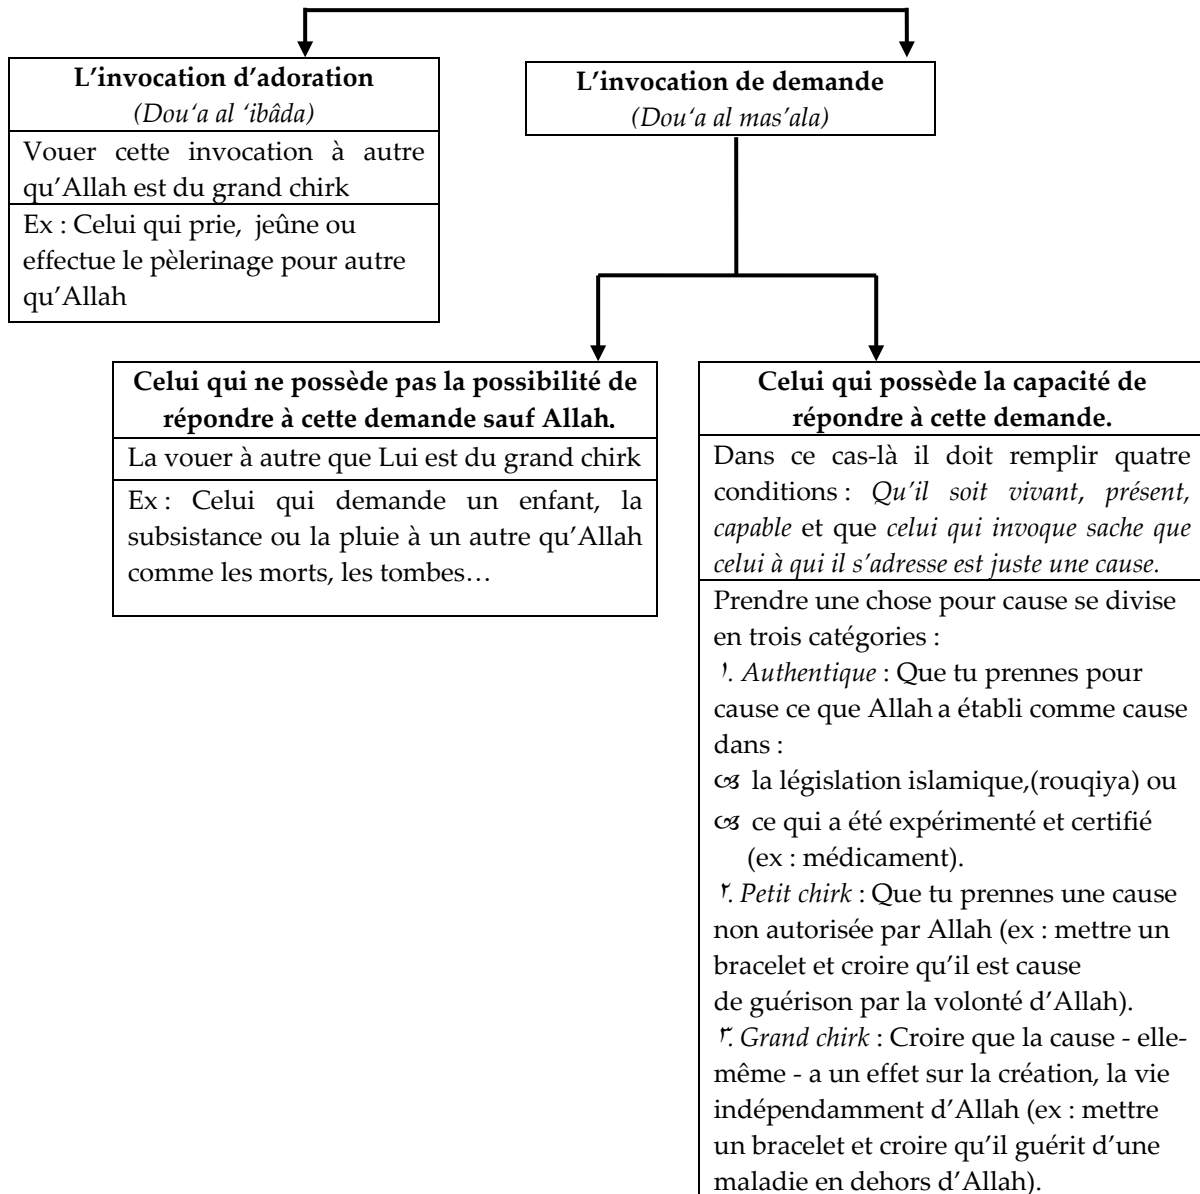 L’invocation d’adoration
(Dou‘a al ‘ibâda)
Vouer cette invocation à autre
qu’Allah est du grand chirk
Ex : Celui qui prie, jeûne ou
effectue le pèlerinage pour autre
qu’Allah
L’invocation de demande
(Dou‘a al mas’ala)
Celui qui ne possède pas la possibilité de
répondre à cette demande sauf Allah.
La vouer à autre que Lui est du grand chirk
Ex : Celui qui demande un enfant, la
subsistance ou la pluie à un autre qu’Allah
comme les morts, les tombes…
Celui qui possède la capacité de
répondre à cette demande.
Dans ce cas-là il doit remplir quatre
conditions : Qu’il soit vivant, présent,
capable et que celui qui invoque sache que
celui à qui il s’adresse est juste une cause.
Prendre une chose pour cause se divise
en trois catégories :
١. Authentique : Que tu prennes pour
cause ce que Allah a établi comme cause
dans :
la législation islamique,(rouqiya) ou
ce qui a été expérimenté et certifié
(ex : médicament).
٢. Petit chirk : Que tu prennes une cause
non autorisée par Allah (ex : mettre un
bracelet et croire qu’il est cause
de guérison par la volonté d’Allah).
٣. Grand chirk : Croire que la cause - elle-
même - a un effet sur la création, la vie
indépendamment d’Allah (ex : mettre
un bracelet et croire qu’il guérit d’une
maladie en dehors d’Allah).